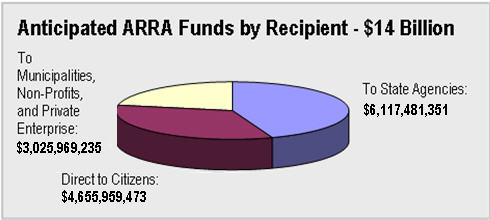 Anticipated ARRA Funds by Recipient - $14 Billion
To
Municipalities,
Non-Profits,
and Private
Enterprise:
$3,025,969,235
To State Agencies:
$6,117,481,351
Direct to Citizens:
$4,655,959,473